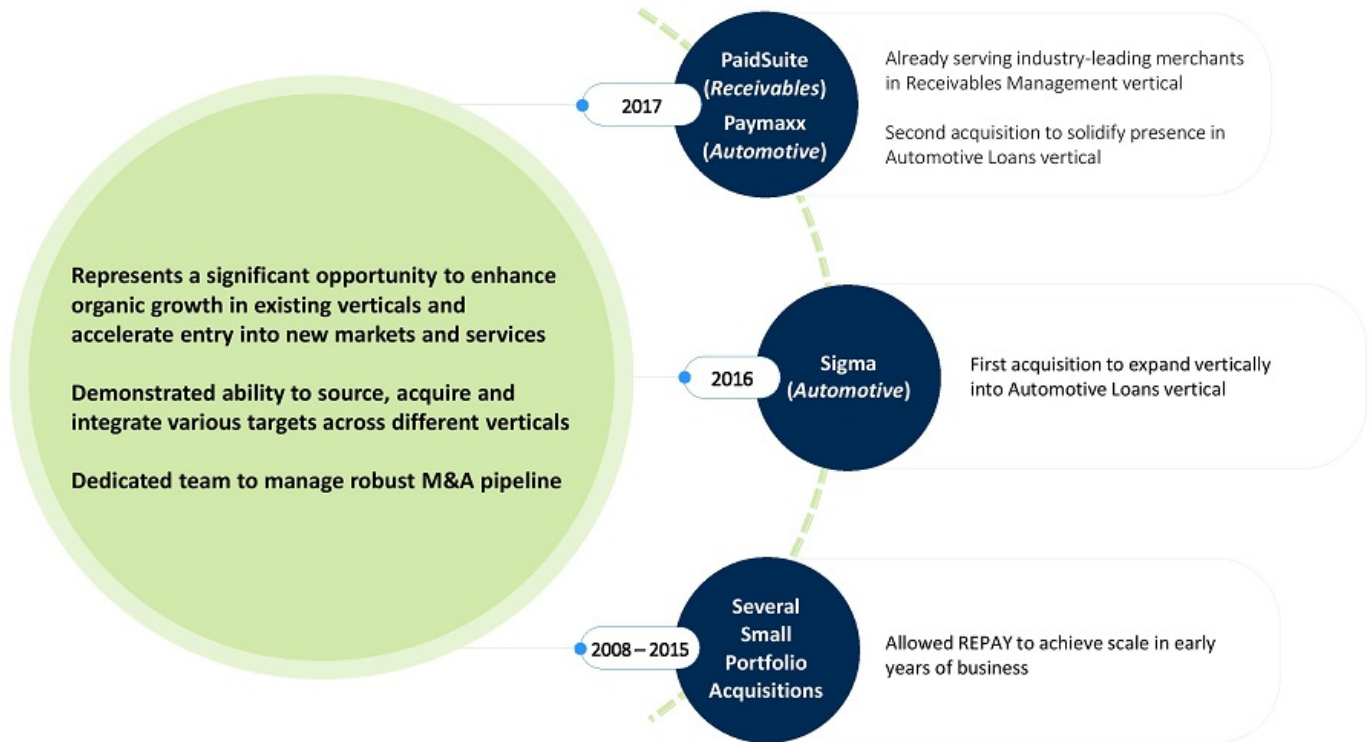 Represents a significant opportunity to enhance
organic growth in existing verticals and
accelerate entry into new markets and services
Demonstrated ability to source, acquire and
integrate various targets across different verticals
Dedicated team to manage robust M&A pipeline
2017
PaidSuite
(Receivables)
Paymaxx
(Automotive)
Already serving industry-leading merchants
in Receivables Management vertical
Second acquisition to solidify presence in
Automotive Loans vertical
2016
Sigma
(Automotive)
First acquisition to expand vertically
into Automotive Loans vertical
2008 – 2015
Several
Small
Portfolio
Acquisitions
Allowed REPAY to achieve scale in early
years of business